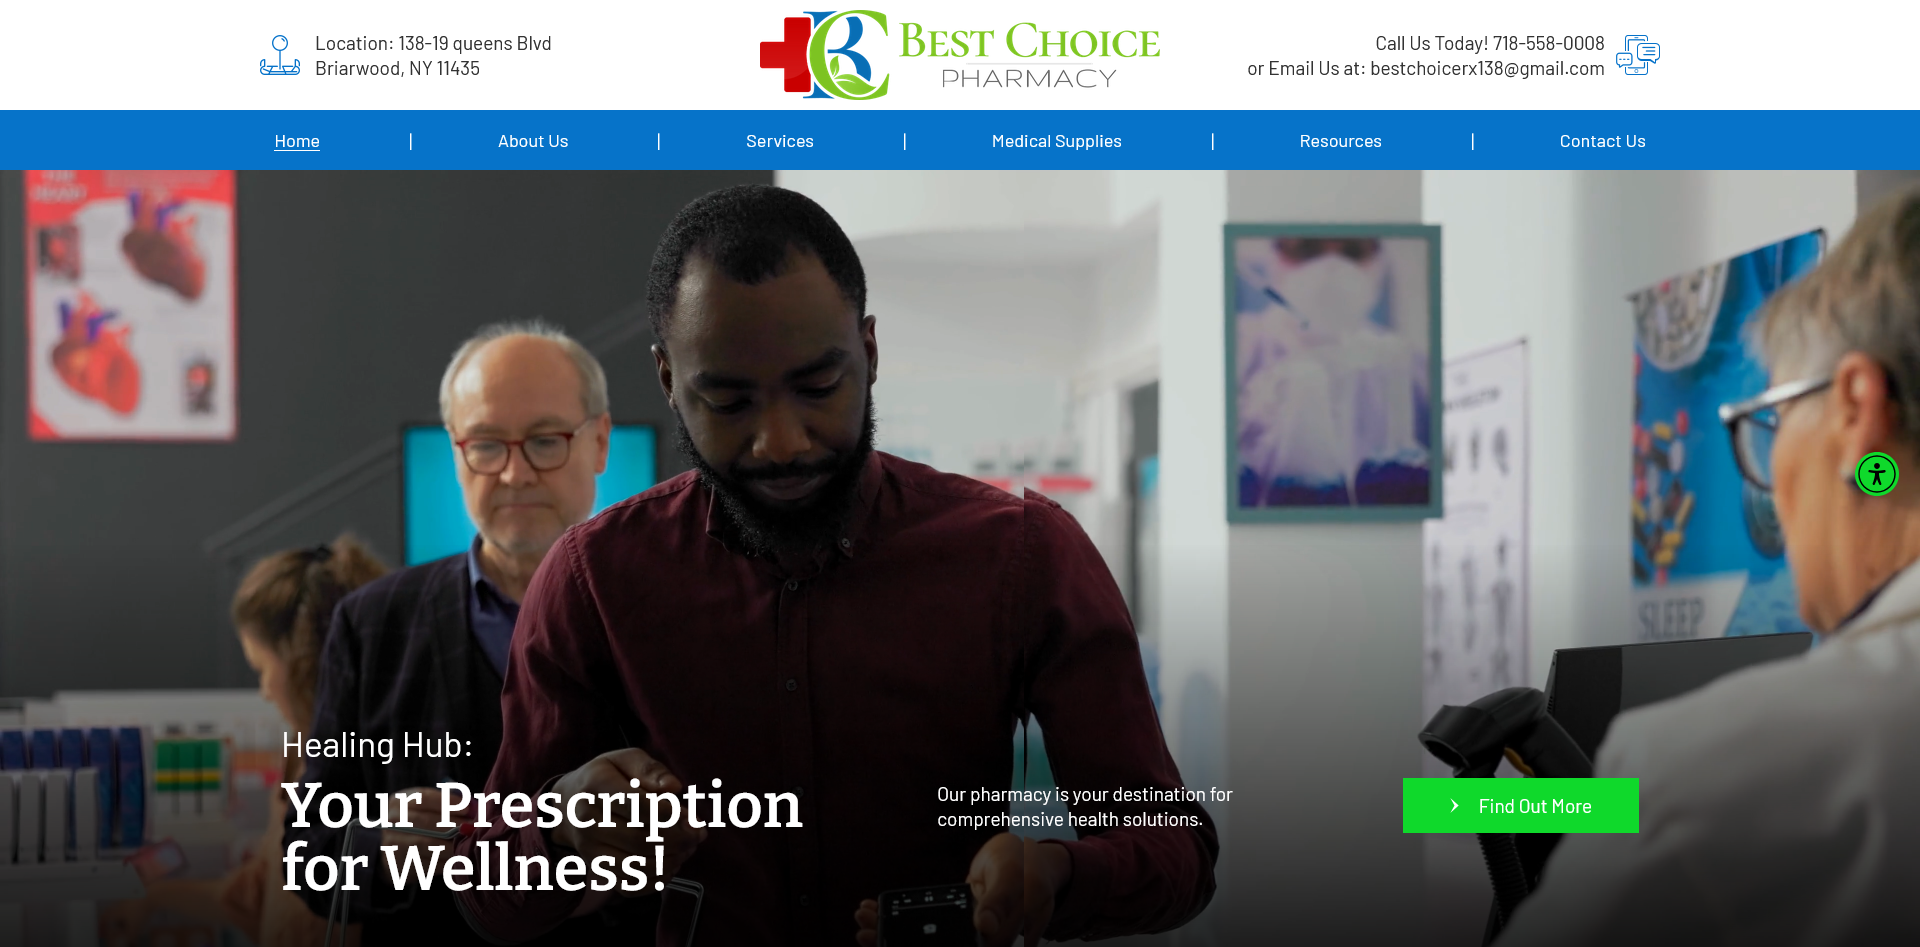 Location: 138-19 queens Blvd
Briarwood, NY 11435
BEST CHOICE
PHARMACY
Call Us Today! 718-558-0008
or Email Us at: bestchoicerx138@gmail.com
Home | About Us | Services | Medical Supplies | Resources | Contact Us
SLEEP
Healing Hub:
Your Prescription
for Wellness!
Our pharmacy is your destination for
comprehensive health solutions.
Find Out More